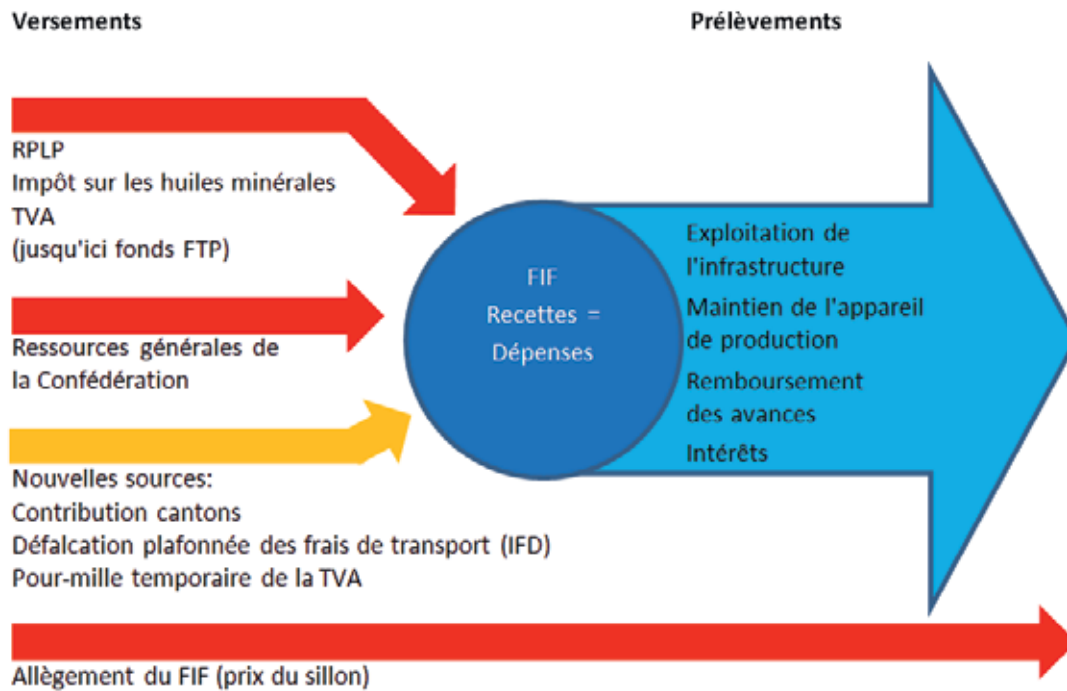 Versements
Prélèvements
RPLP
Impôt sur les huiles minérales
TVA
(jusqu'ici fonds FTP)
Ressources générales de
la Confédération
Nouvelles sources:
Contribution cantons
Défalcation plafonnée des frais de transport (IFD)
Pour-mille temporaire de la TVA
FIF
Recettes =
Dépenses
Exploitation de
l'infrastructure
Maintien de l'appareil
de production
Remboursement
des avances
Intérêts
Allègement du FIF (prix du sillon)